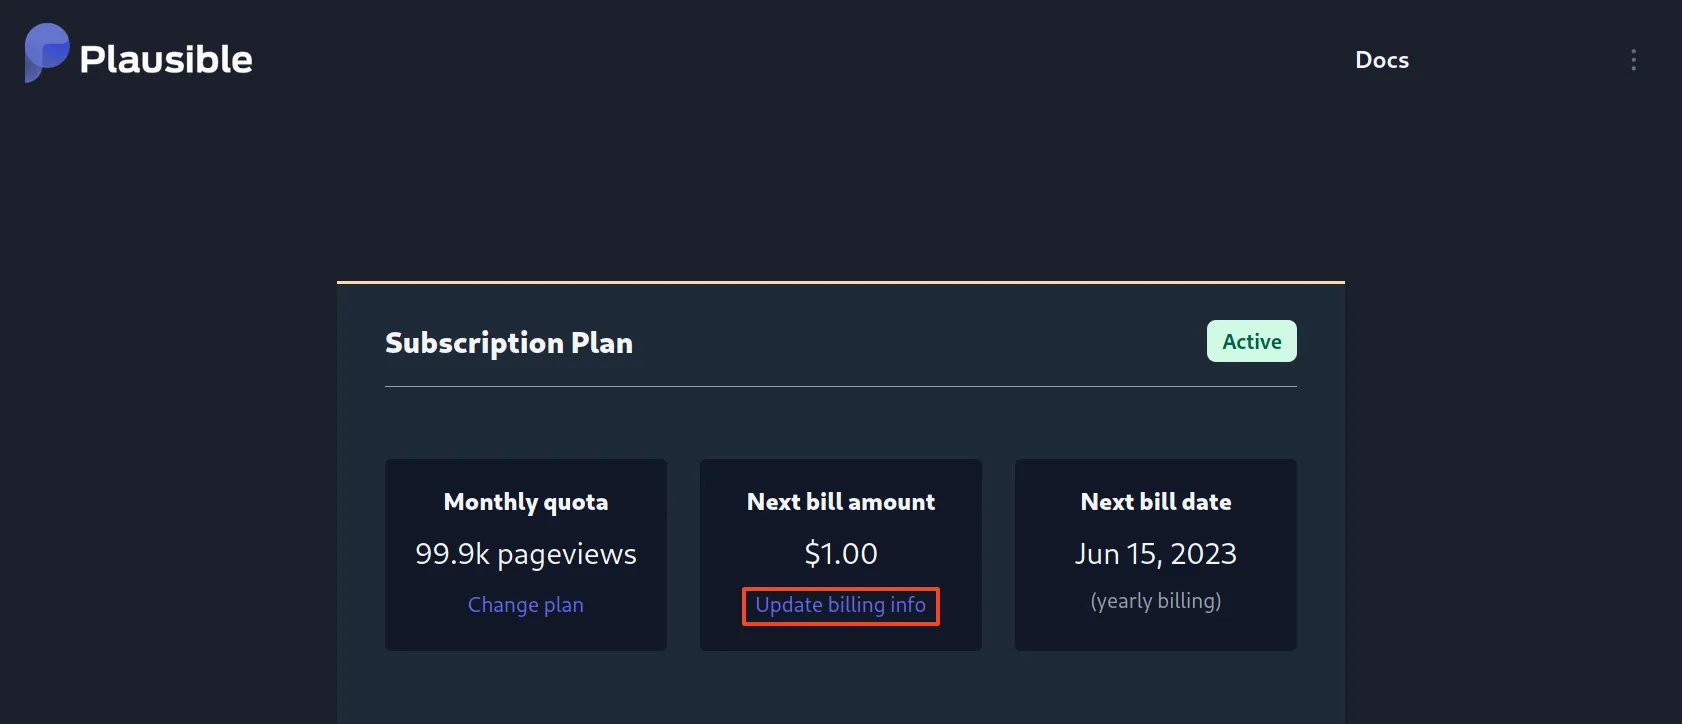 Plausible
Docs
Subscription Plan
Active
Monthly quota
99.9k pageviews
Change plan
Next bill amount
$1.00
Update billing info
Next bill date
Jun 15, 2023
(yearly billing)